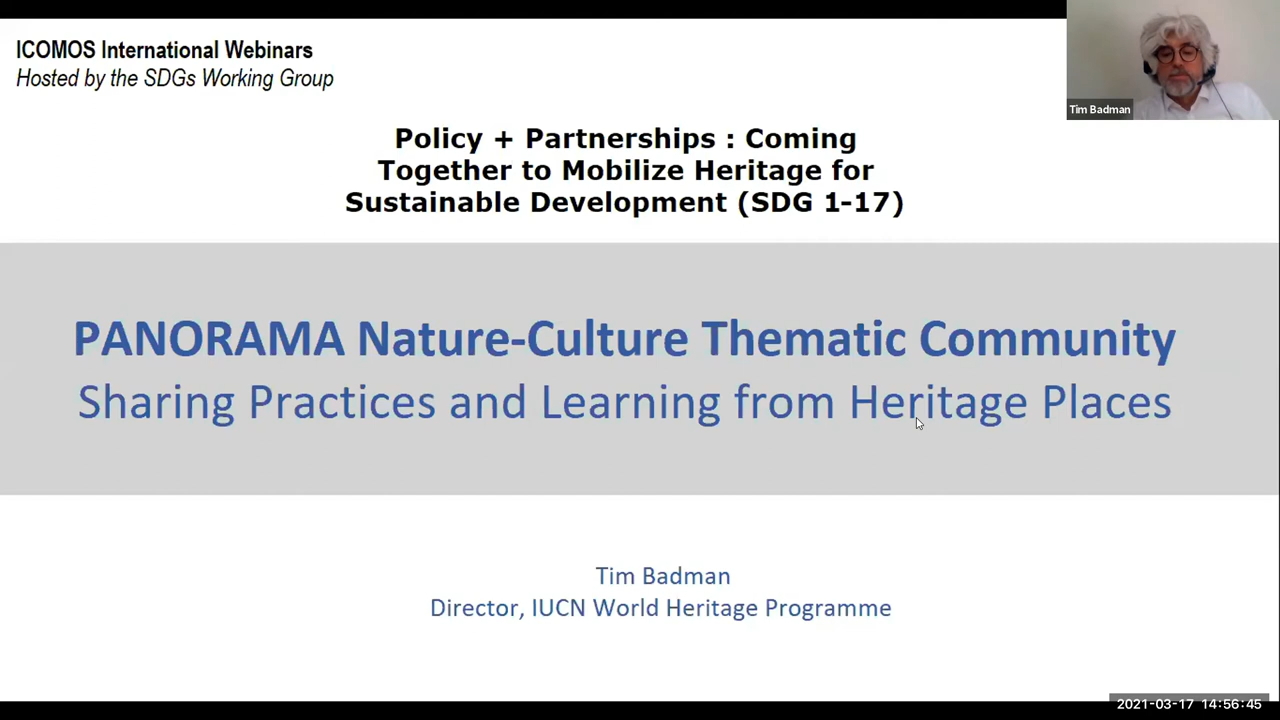 ICOMOS International Webinars
Hosted by the SDGs Working Group
Tim Badman
Policy + Partnerships : Coming
Together to Mobilize Heritage for
Sustainable Development (SDG 1-17)
PANORAMA Nature-Culture Thematic Community
Sharing Practices and Learning from Heritage Places
Tim Badman
Director, IUCN World Heritage Programme
2021-03-17 14:56:45